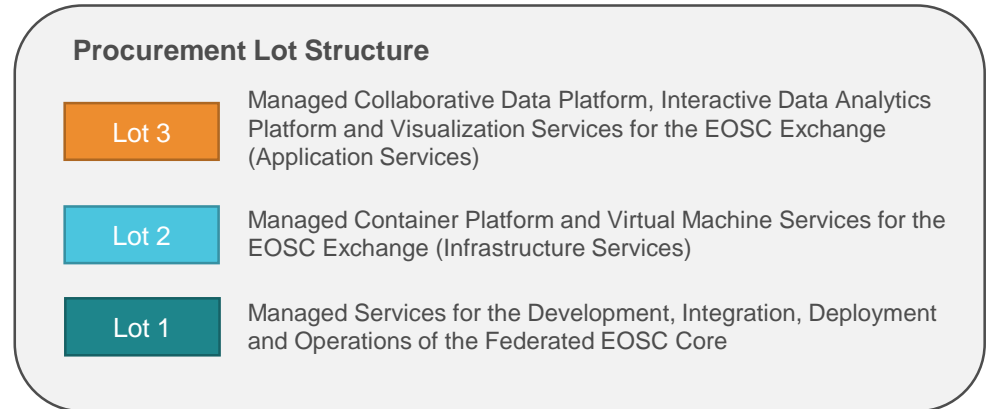 Procurement Lot Structure
Lot 3
Managed Collaborative Data Platform, Interactive Data Analytics
Platform and Visualization Services for the EOSC Exchange
(Application Services)
Lot 2
Managed Container Platform and Virtual Machine Services for the
EOSC Exchange (Infrastructure Services)
Lot 1
Managed Services for the Development, Integration, Deployment
and Operations of the Federated EOSC Core